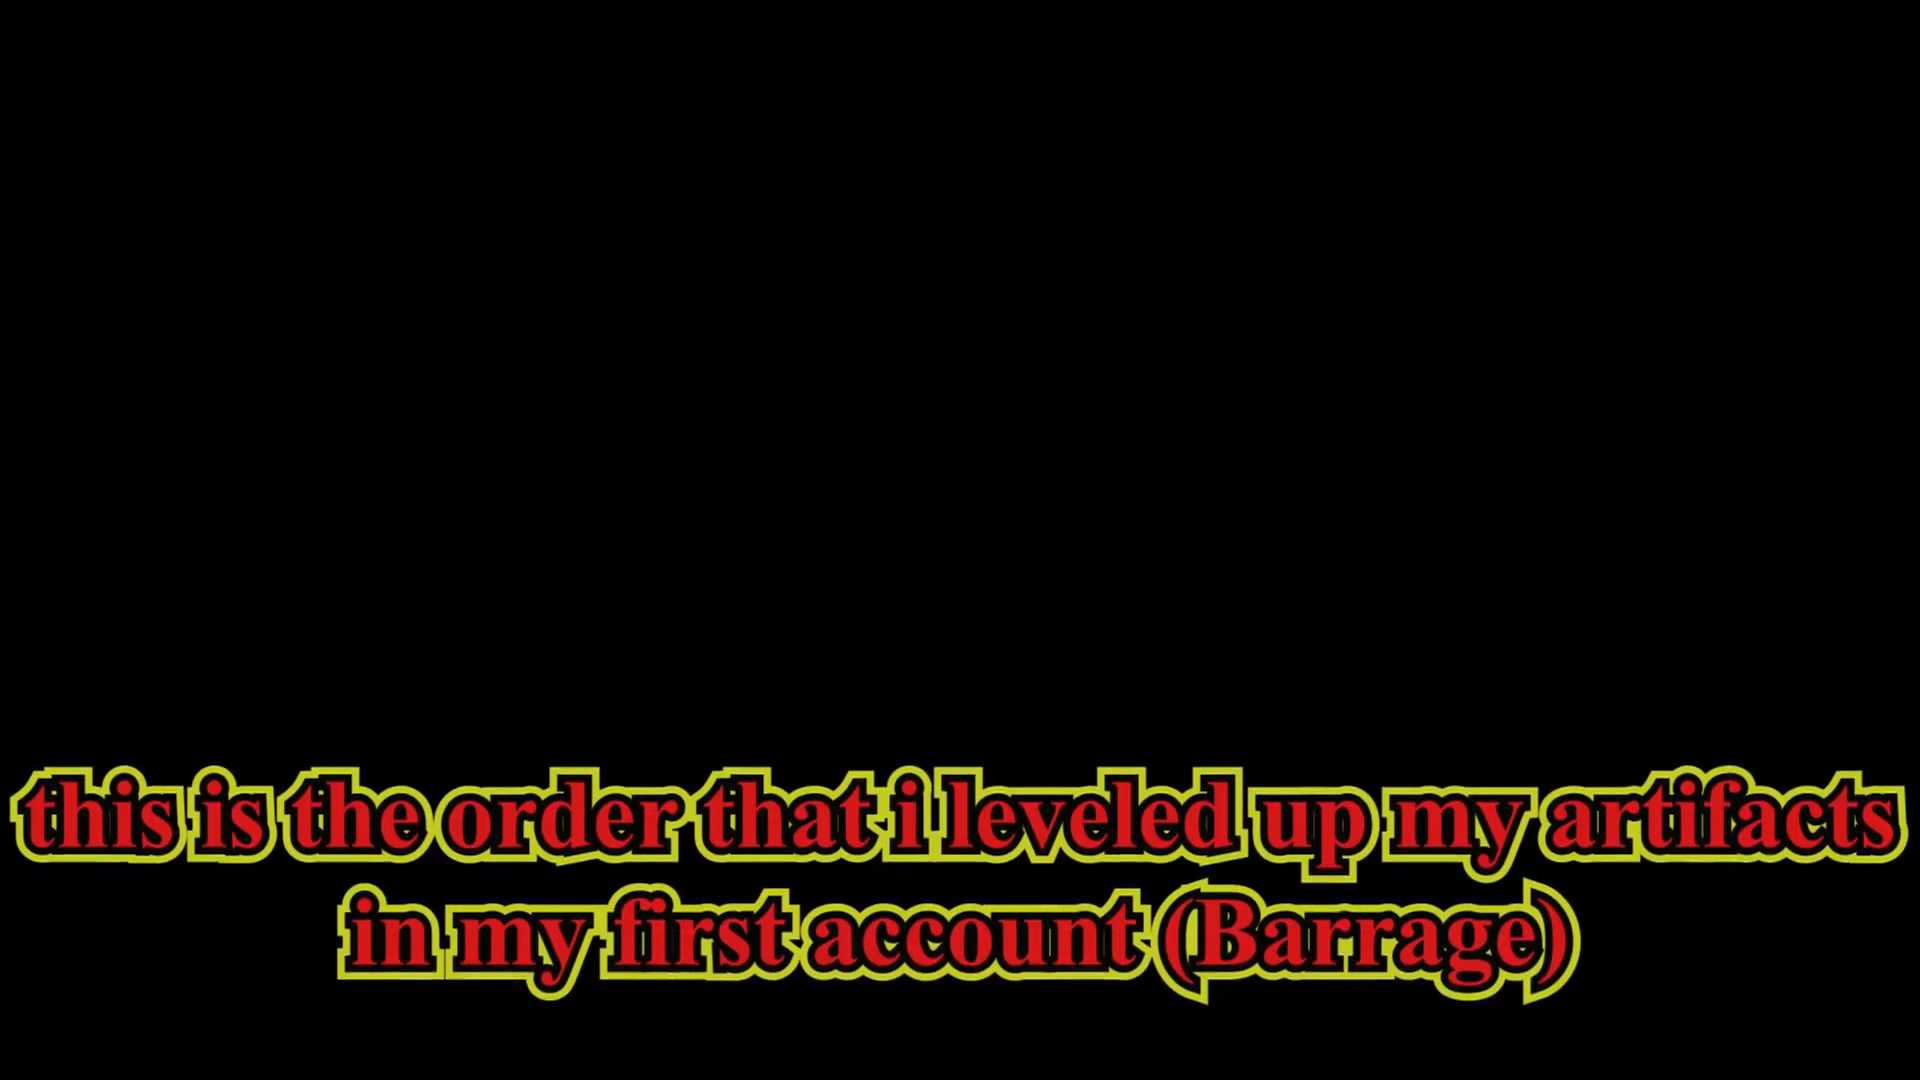 this is the order that i leveled up my artifacts
in my first account (Barrage)